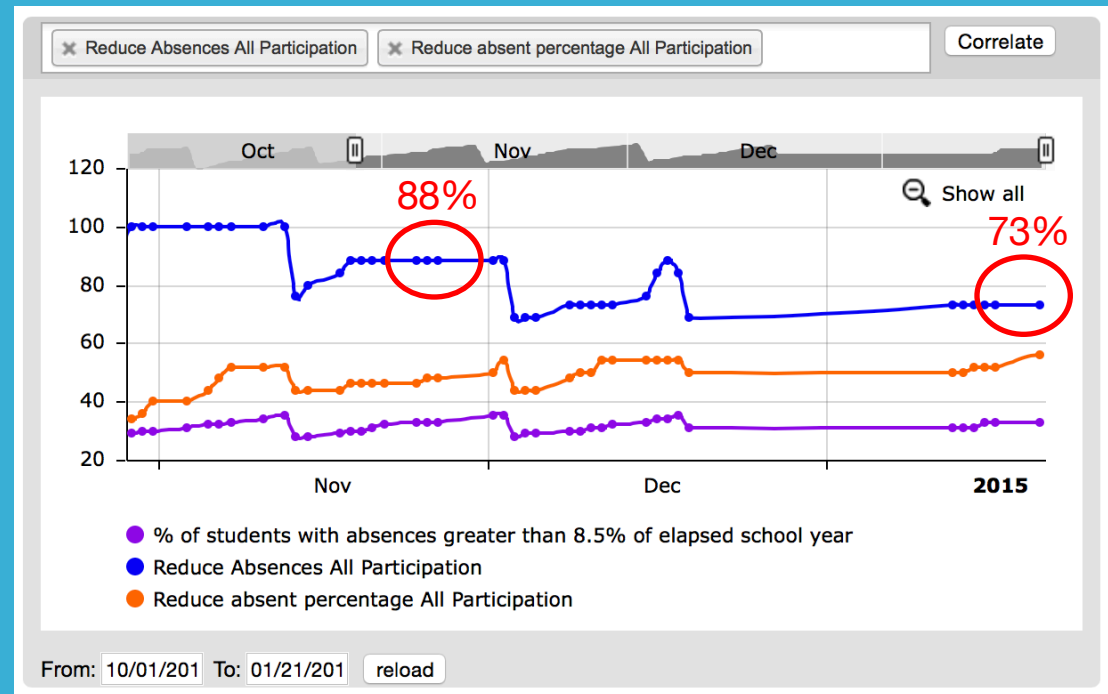 ✖ Reduce Absences All Participation ✖ Reduce absent percentage All Participation Correlate
Oct Nov Dec
120
88%
Show all
100
73%
80
60
40
20
Nov Dec 2015
% of students with absences greater than 8.5% of elapsed school year
Reduce Absences All Participation
Reduce absent percentage All Participation
From: 10/01/201 To: 01/21/201 reload